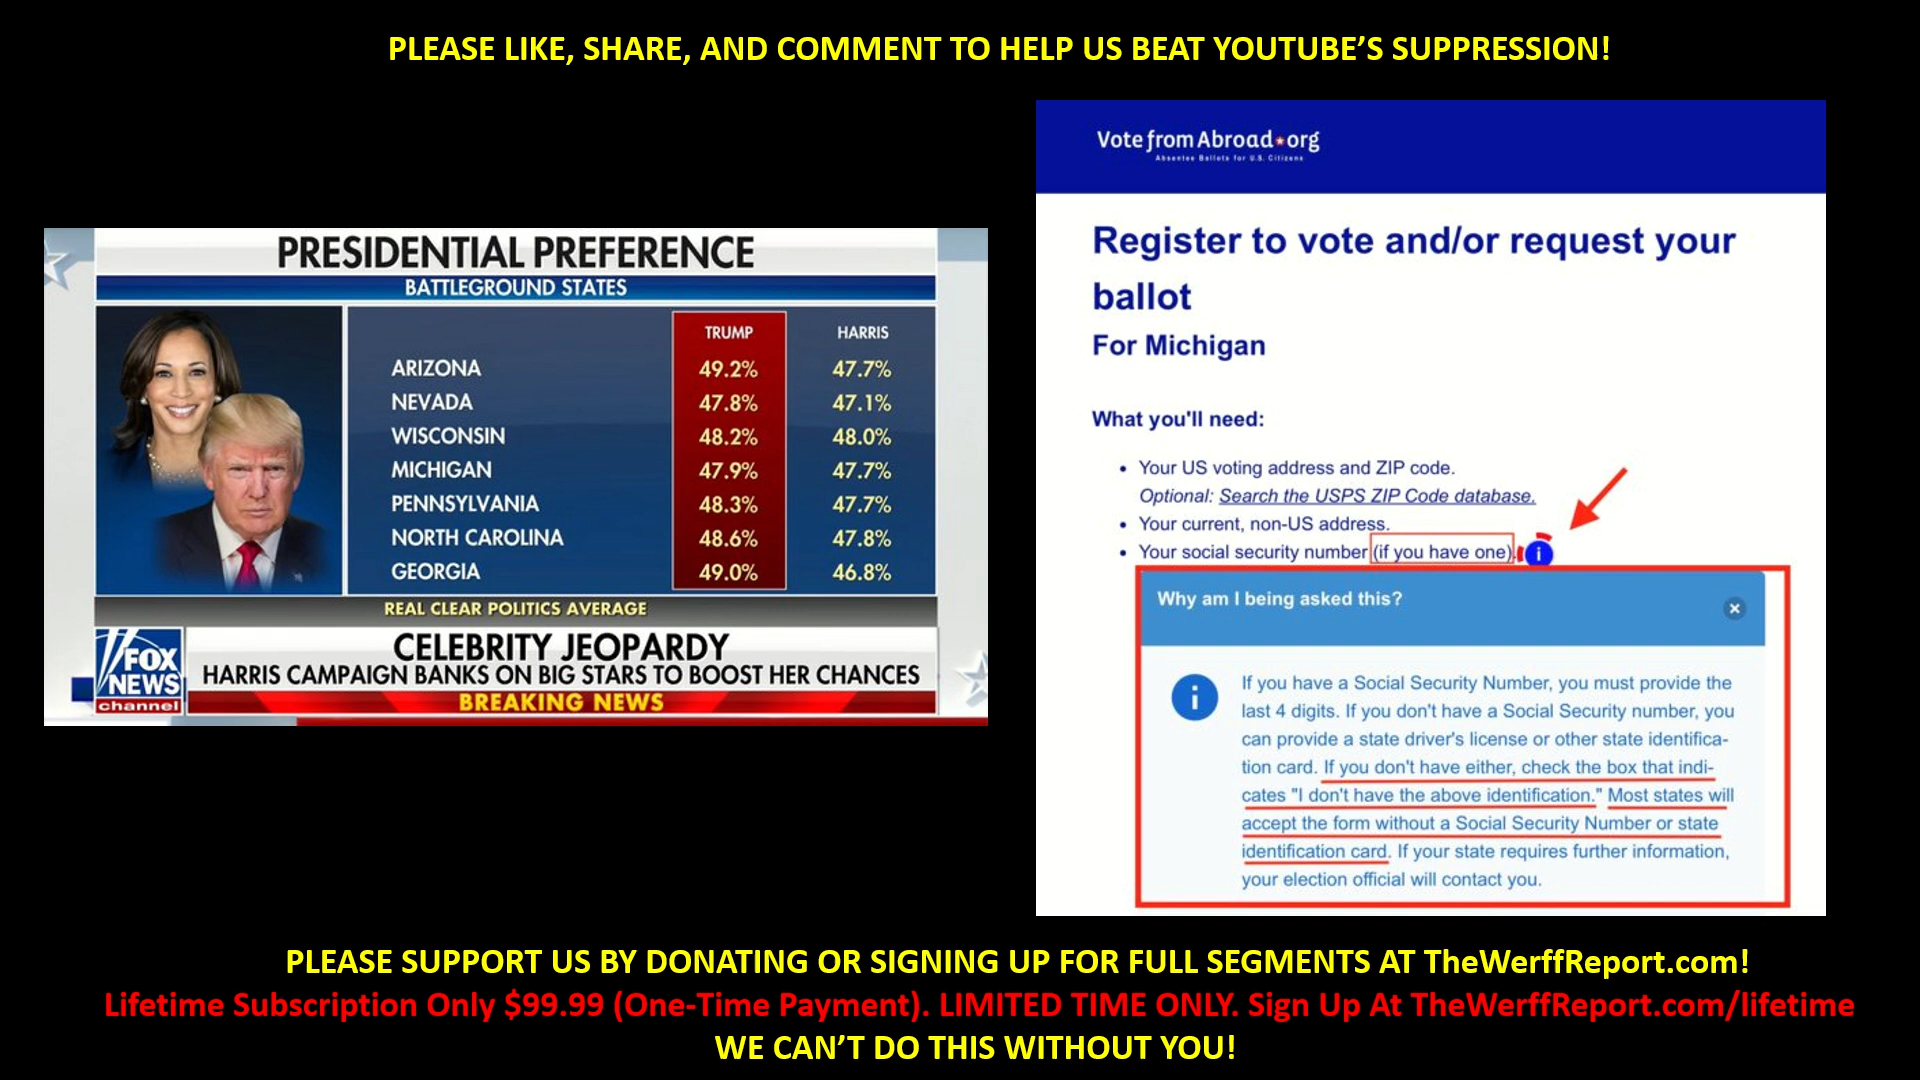 PLEASE LIKE, SHARE, AND COMMENT TO HELP US BEAT YOUTUBE’S SUPPRESSION!
PRESIDENTIAL PREFERENCE
BATTLEGROUND STATES
TRUMP HARRIS
ARIZONA 49.2% 47.7%
NEVADA 47.8% 47.1%
WISCONSIN 48.2% 48.0%
MICHIGAN 47.9% 47.7%
PENNSYLVANIA 48.3% 47.7%
NORTH CAROLINA 48.6% 47.8%
GEORGIA 49.0% 46.8%
REAL CLEAR POLITICS AVERAGE
FOX
NEWS
channel
CELEBRITY JEOPARDY
HARRIS CAMPAIGN BANKS ON BIG STARS TO BOOST HER CHANCES
BREAKING NEWS
Vote from Abroad org
Absentee Ballots for U.S. Citizens
Register to vote and/or request your
ballot
For Michigan
What you'll need:
• Your US voting address and ZIP code.
Optional: Search the USPS ZIP Code database.
• Your current, non-US address.
• Your social security number (if you have one). i
Why am I being asked this?
i
If you have a Social Security Number, you must provide the
last 4 digits. If you don't have a Social Security number, you
can provide a state driver's license or other state identifica-
tion card. If you don't have either, check the box that indi-
cates "I don't have the above identification." Most states will
accept the form without a Social Security Number or state
identification card. If your state requires further information,
your election official will contact you.
PLEASE SUPPORT US BY DONATING OR SIGNING UP FOR FULL SEGMENTS AT TheWerffReport.com!
Lifetime Subscription Only $99.99 (One-Time Payment). LIMITED TIME ONLY. Sign Up At TheWerffReport.com/lifetime
WE CAN’T DO THIS WITHOUT YOU!